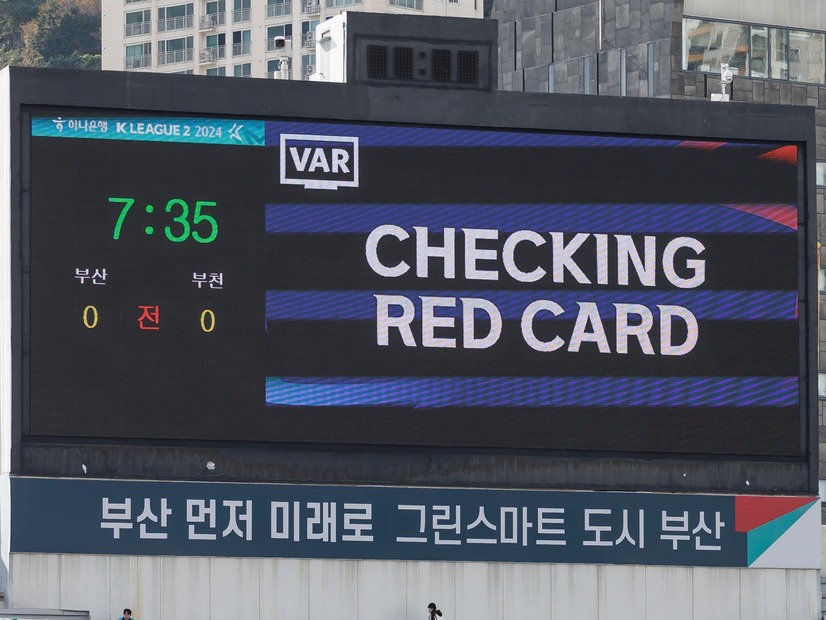 하나은행 K LEAGUE 2 2024
VAR
7:35
CHECKING
RED CARD
부산 부천
0 전 0
부산 먼저 미래로 그린스마트 도시 부산